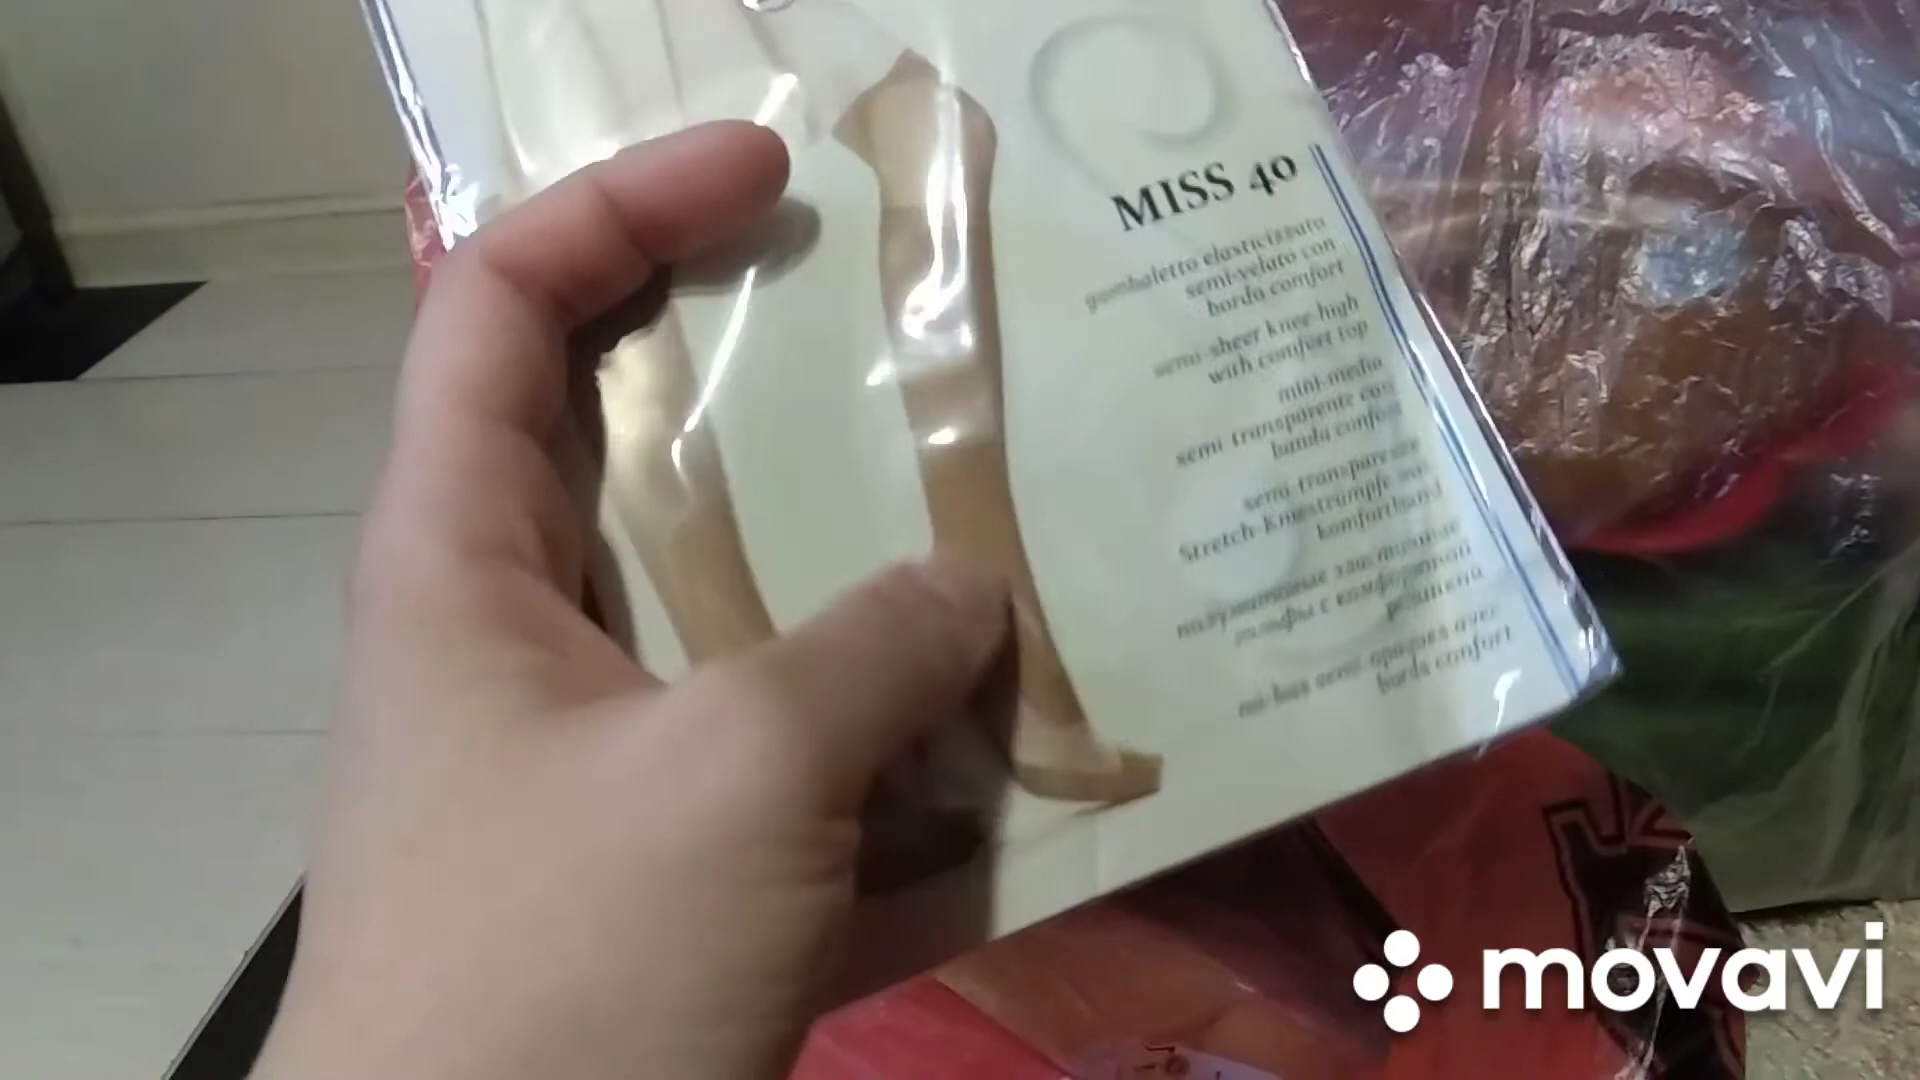 MISS 40
gambaletto elasticizzato
semi-velato con
bordo comfort
semi-sheer knee-high
with comfort top
mini-medio
semi-transparente con
banda confort
semi-transparente
Stretch-Kniestrümpfe mit
komfortband
полуматовые эластичные
гольфы с комфортной
резинкой
mi-bas semi-opaques avec
bords confort
movavi